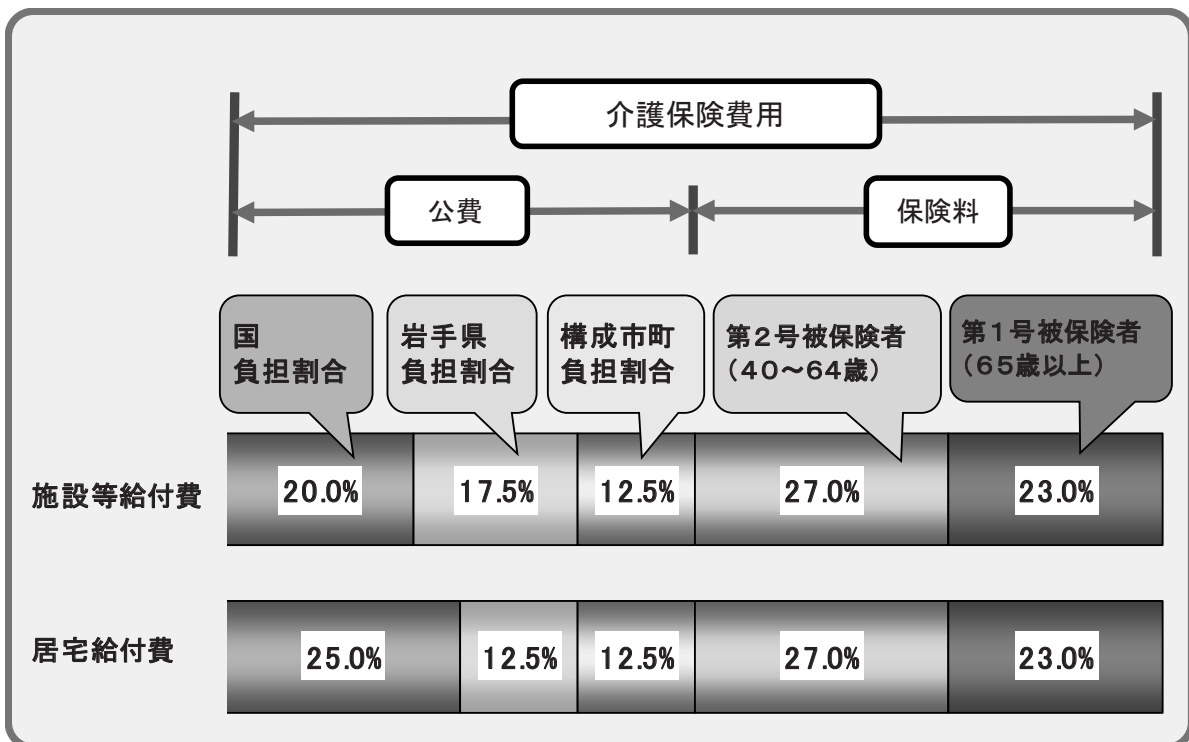 介護保険費用
公費
保険料
国
負担割合
岩手県
負担割合
構成市町
負担割合
第2号被保険者
(40~64歳)
第1号被保険者
(65歳以上)
施設等給付費
20.0%
17.5%
12.5%
27.0%
23.0%
居宅給付費
25.0%
12.5%
12.5%
27.0%
23.0%